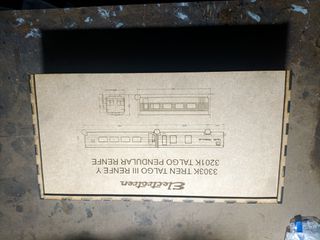 Electrotren
3303K TREN TALGO III RENFE Y
3201K TALGO PENDULAR RENFE